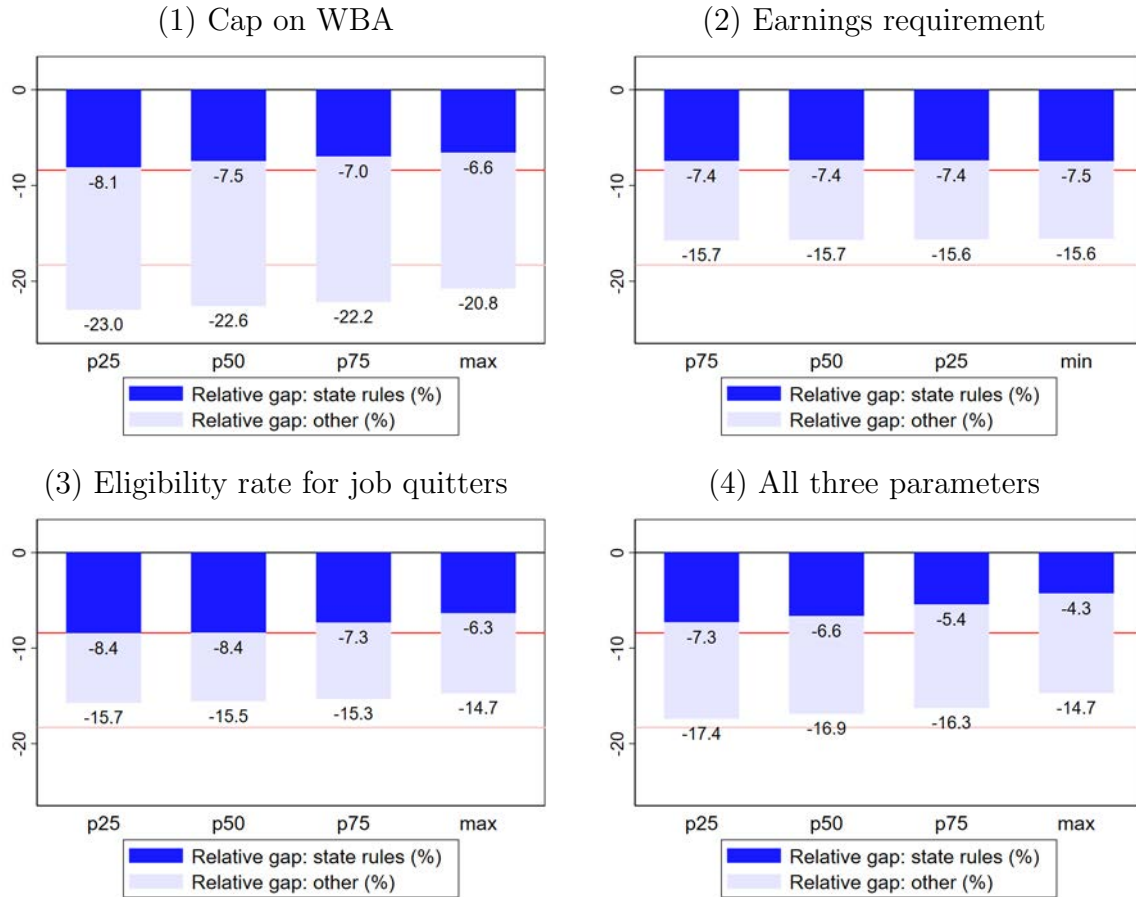 (1) Cap on WBA
0
-10
-20
-8.1
-7.5
-7.0
-6.6
-23.0
-22.6
-22.2
-20.8
p25 p50 p75 max
Relative gap: state rules (%)
Relative gap: other (%)
(2) Earnings requirement
0
-10
-20
-7.4
-7.4
-7.4
-7.5
-15.7
-15.7
-15.6
-15.6
p75 p50 p25 min
Relative gap: state rules (%)
Relative gap: other (%)
(3) Eligibility rate for job quitters
0
-10
-20
-8.4
-8.4
-7.3
-6.3
-15.7
-15.5
-15.3
-14.7
p25 p50 p75 max
Relative gap: state rules (%)
Relative gap: other (%)
(4) All three parameters
0
-10
-20
-7.3
-6.6
-5.4
-4.3
-17.4
-16.9
-16.3
-14.7
p25 p50 p75 max
Relative gap: state rules (%)
Relative gap: other (%)